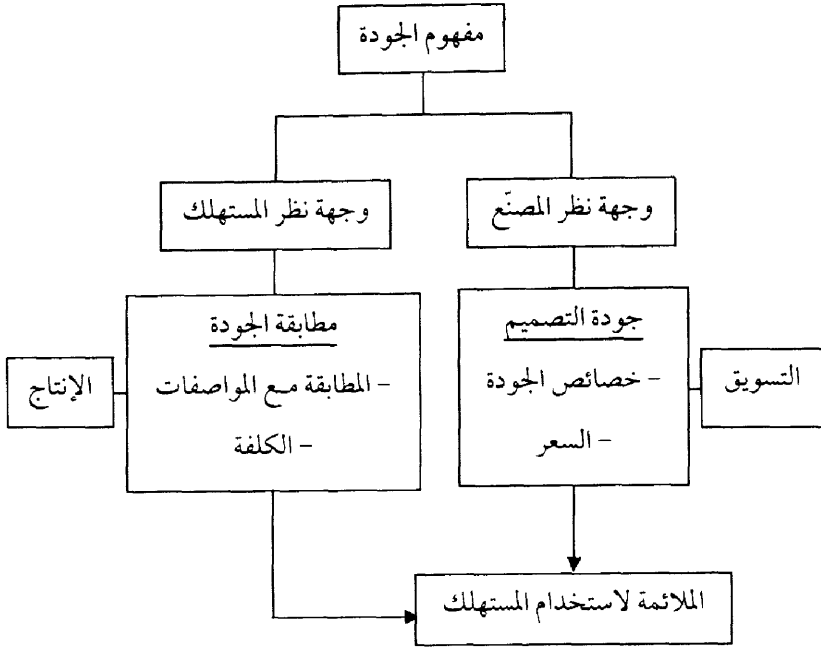 مفهوم الجودة
وجهة نظر المصنّع
وجهة نظر المستهلك
جودة التصميم
- خصائص الجودة
- السعر
التسويق
مطابقة الجودة
- المطابقة مع المواصفات
- الكلفة
الإنتاج
الملائمة لاستخدام المستهلك